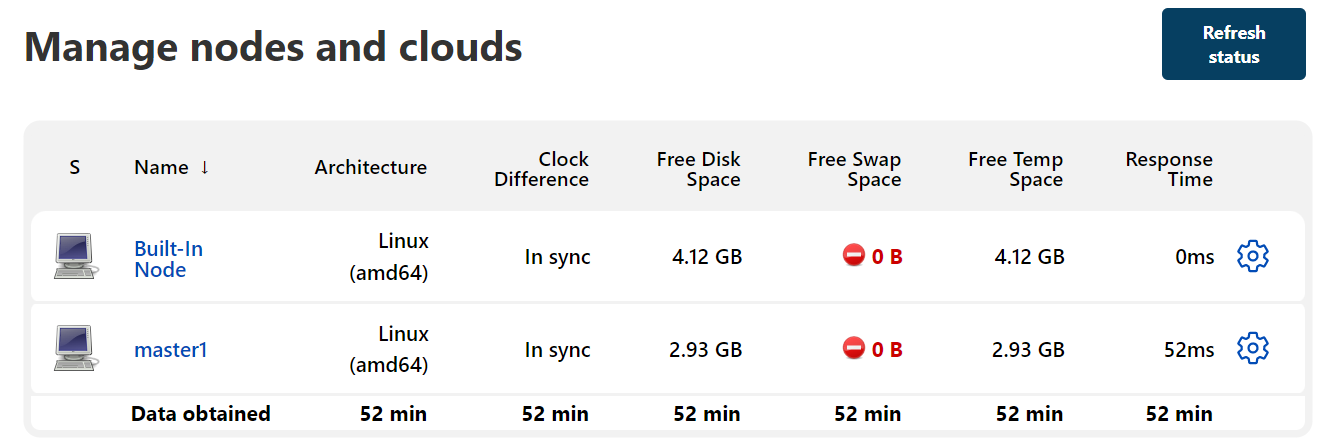 Manage nodes and clouds
Refresh
status
S
Name ↓
Architecture
Clock
Difference
Free Disk
Space
Free Swap
Space
Free Temp
Space
Response
Time
Built-In
Node
Linux
(amd64)
In sync
4.12 GB
0 B
4.12 GB
0ms
master1
Linux
(amd64)
In sync
2.93 GB
0 B
2.93 GB
52ms
Data obtained
52 min
52 min
52 min
52 min
52 min
52 min